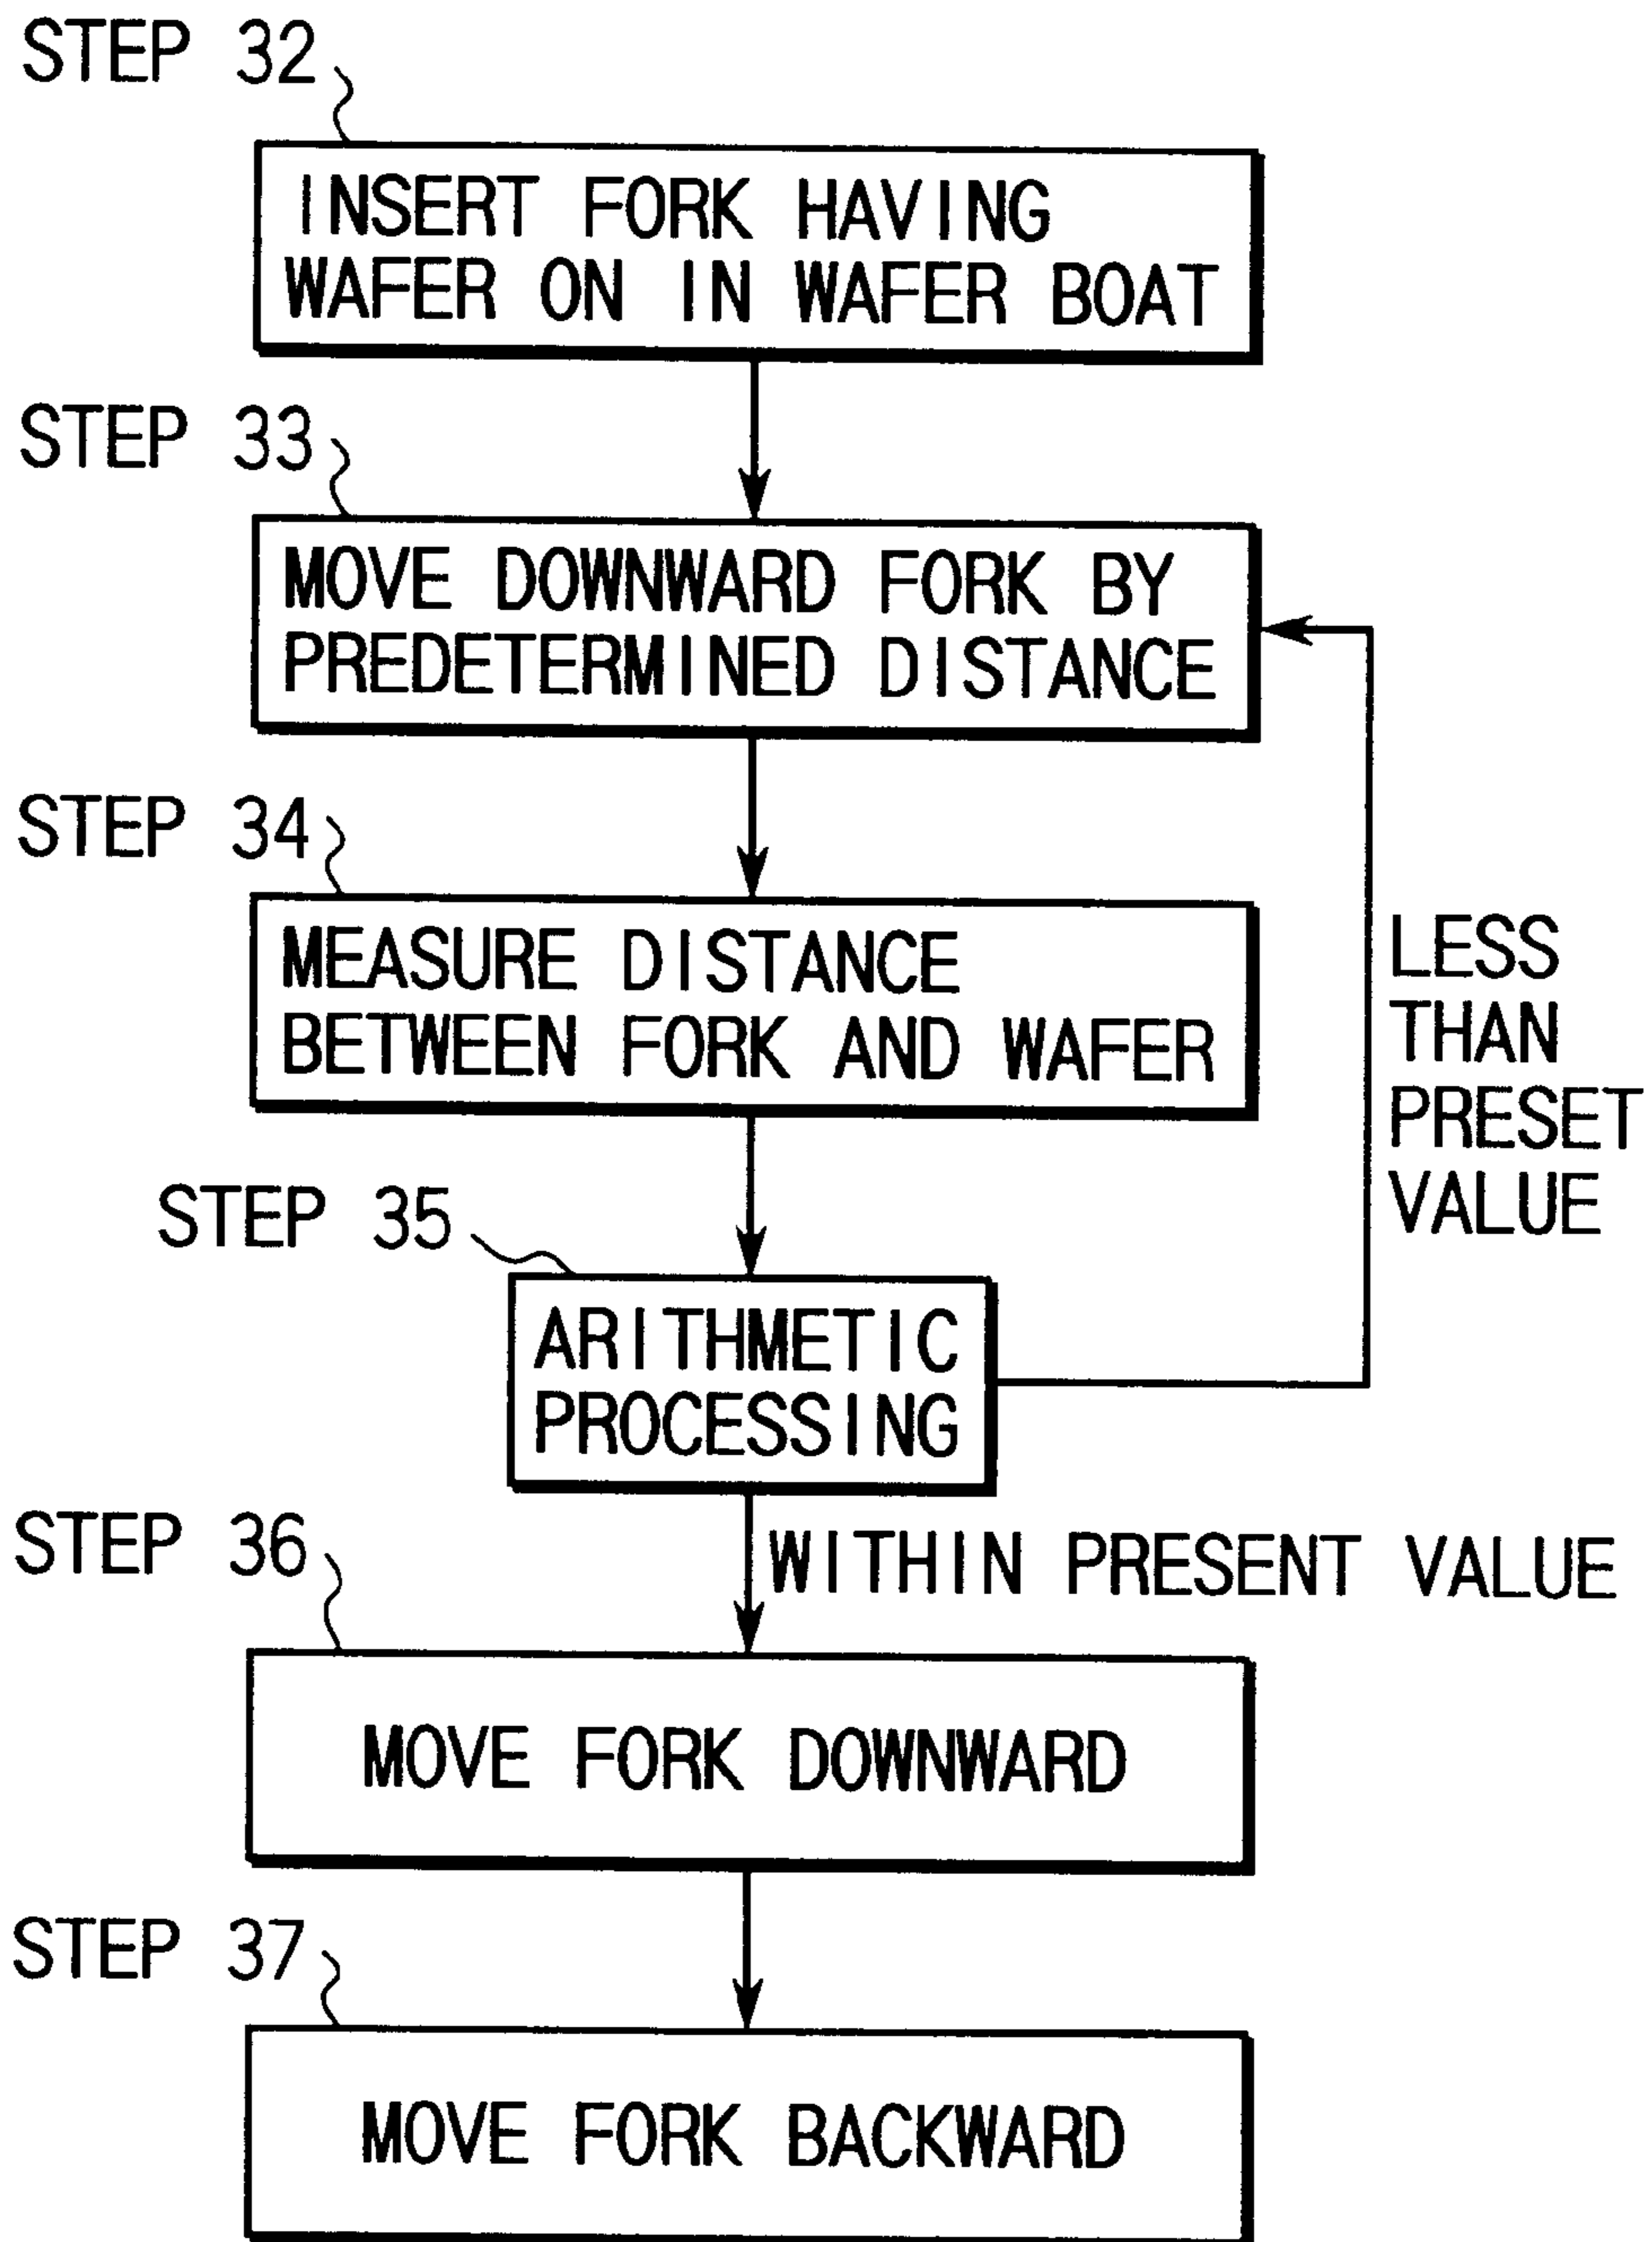 STEP 32
INSERT FORK HAVING
WAFER ON IN WAFER BOAT
STEP 33
MOVE DOWNWARD FORK BY
PREDETERMINED DISTANCE
STEP 34
MEASURE DISTANCE
BETWEEN FORK AND WAFER
LESS
THAN
PRESET
VALUE
STEP 35
ARITHMETIC
PROCESSING
WITHIN PRESENT VALUE
STEP 36
MOVE FORK DOWNWARD
STEP 37
MOVE FORK BACKWARD